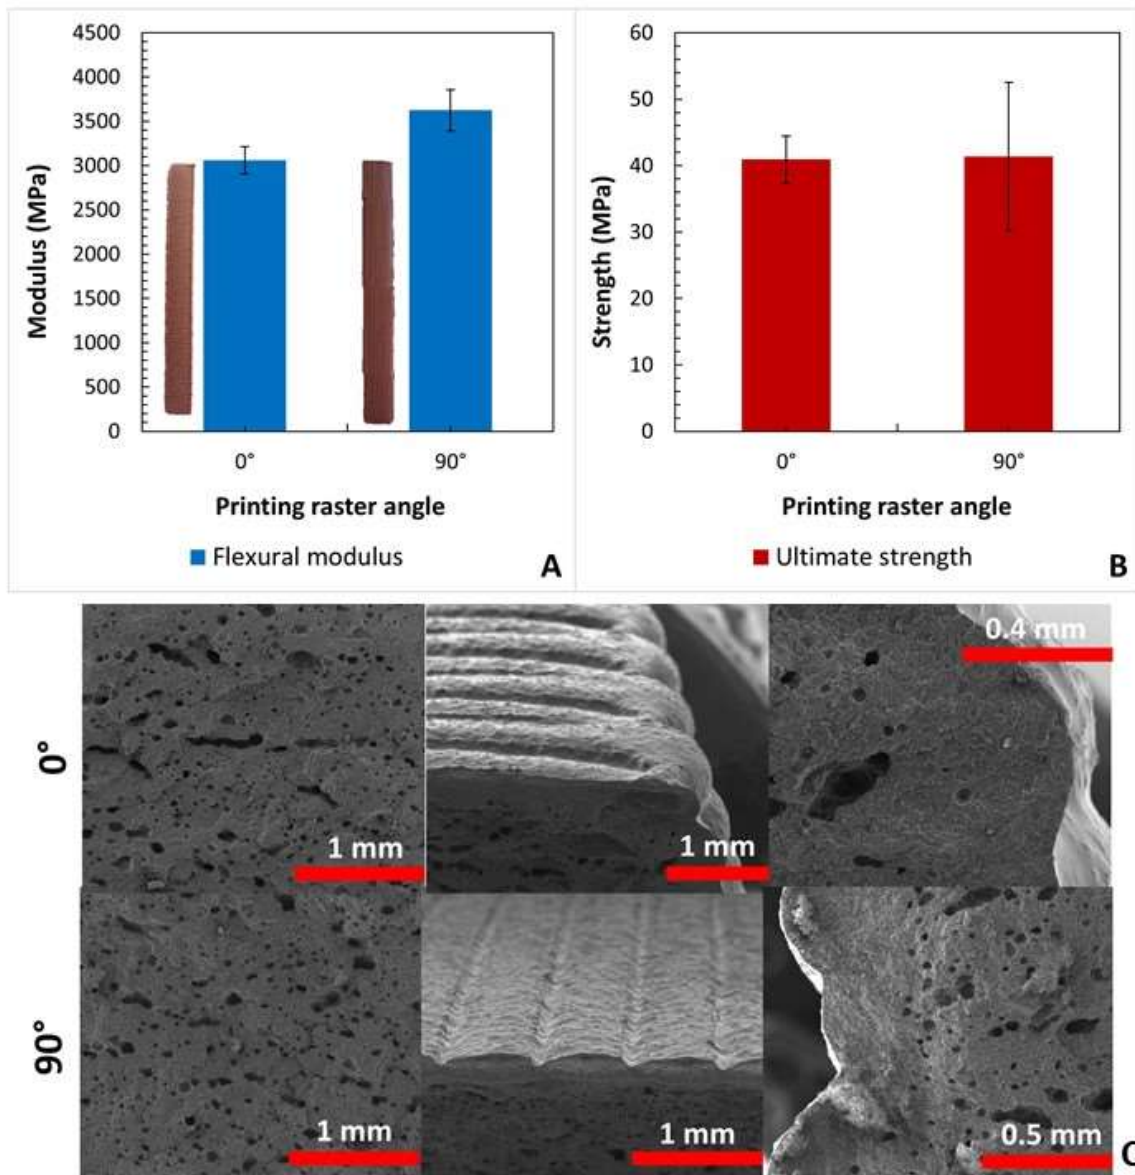 4500
4000
3500
3000
2500
2000
1500
1000
500
0
Modulus (MPa)
0°
90°
Printing raster angle
Flexural modulus
A
60
50
40
30
20
10
0
Strength (MPa)
0°
90°
Printing raster angle
Ultimate strength
B
0°
1 mm
1 mm
0.4 mm
90°
1 mm
1 mm
0.5 mm